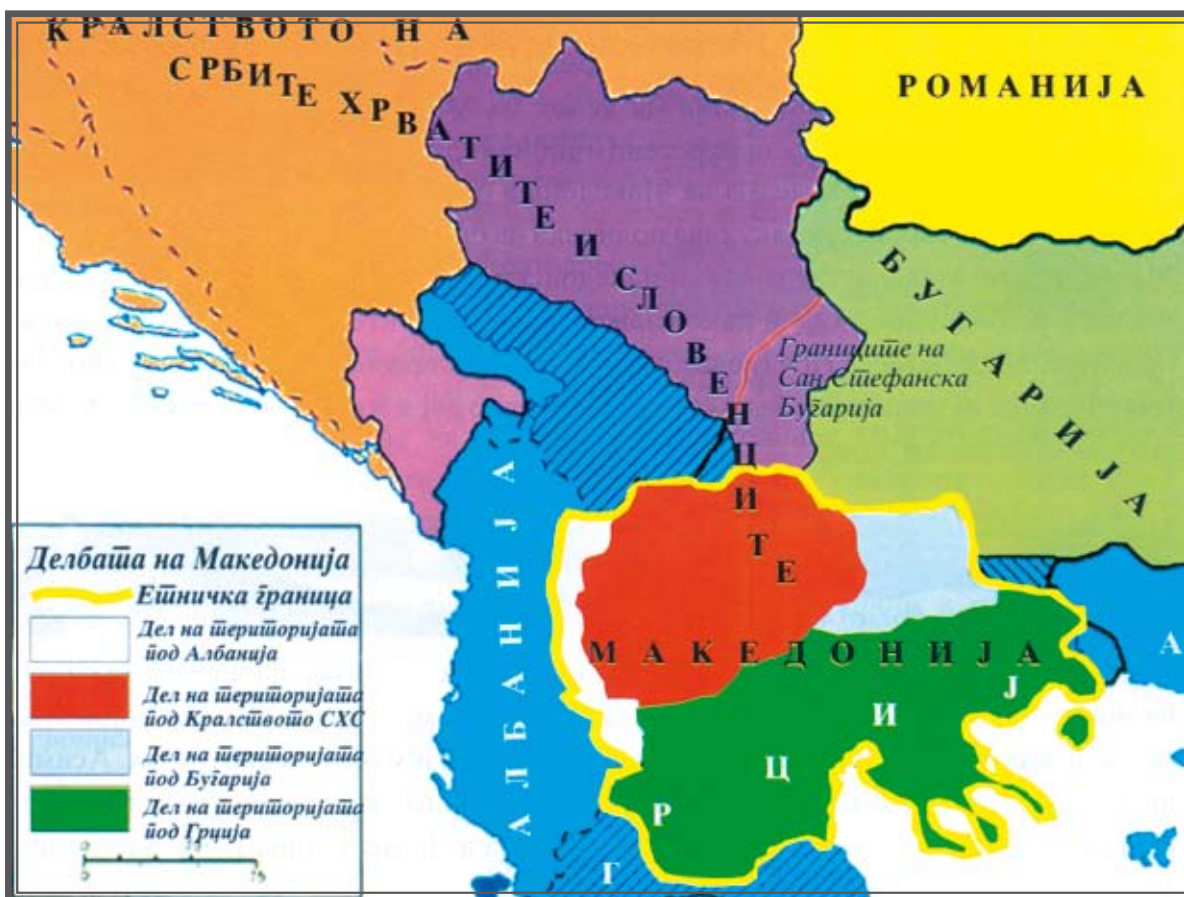 КРАЛСТВОТО НА
СРБИТЕ ХРВАТИТЕ И СЛОВЕНЦИТЕ
РОМАНИЈА
БУГАРИЈА
Границите на
Сан Стефанска
Бугарија
АЛБАНИЈА
МАКЕДОНИЈА
ГРЦИЈ
А
Делбата на Македонија
Етничка граница
Дел на територијата
под Албанија
Дел на територијата
под Кралството СХС
Дел на територијата
под Бугарија
Дел на територијата
под Грција